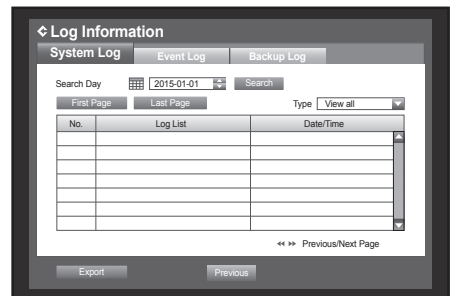 Log Information
System Log Event Log Backup Log
Search Day 2015-01-01 Search
First Page Last Page Type View all
No. Log List Date/Time
Previous/Next Page
Export Previous